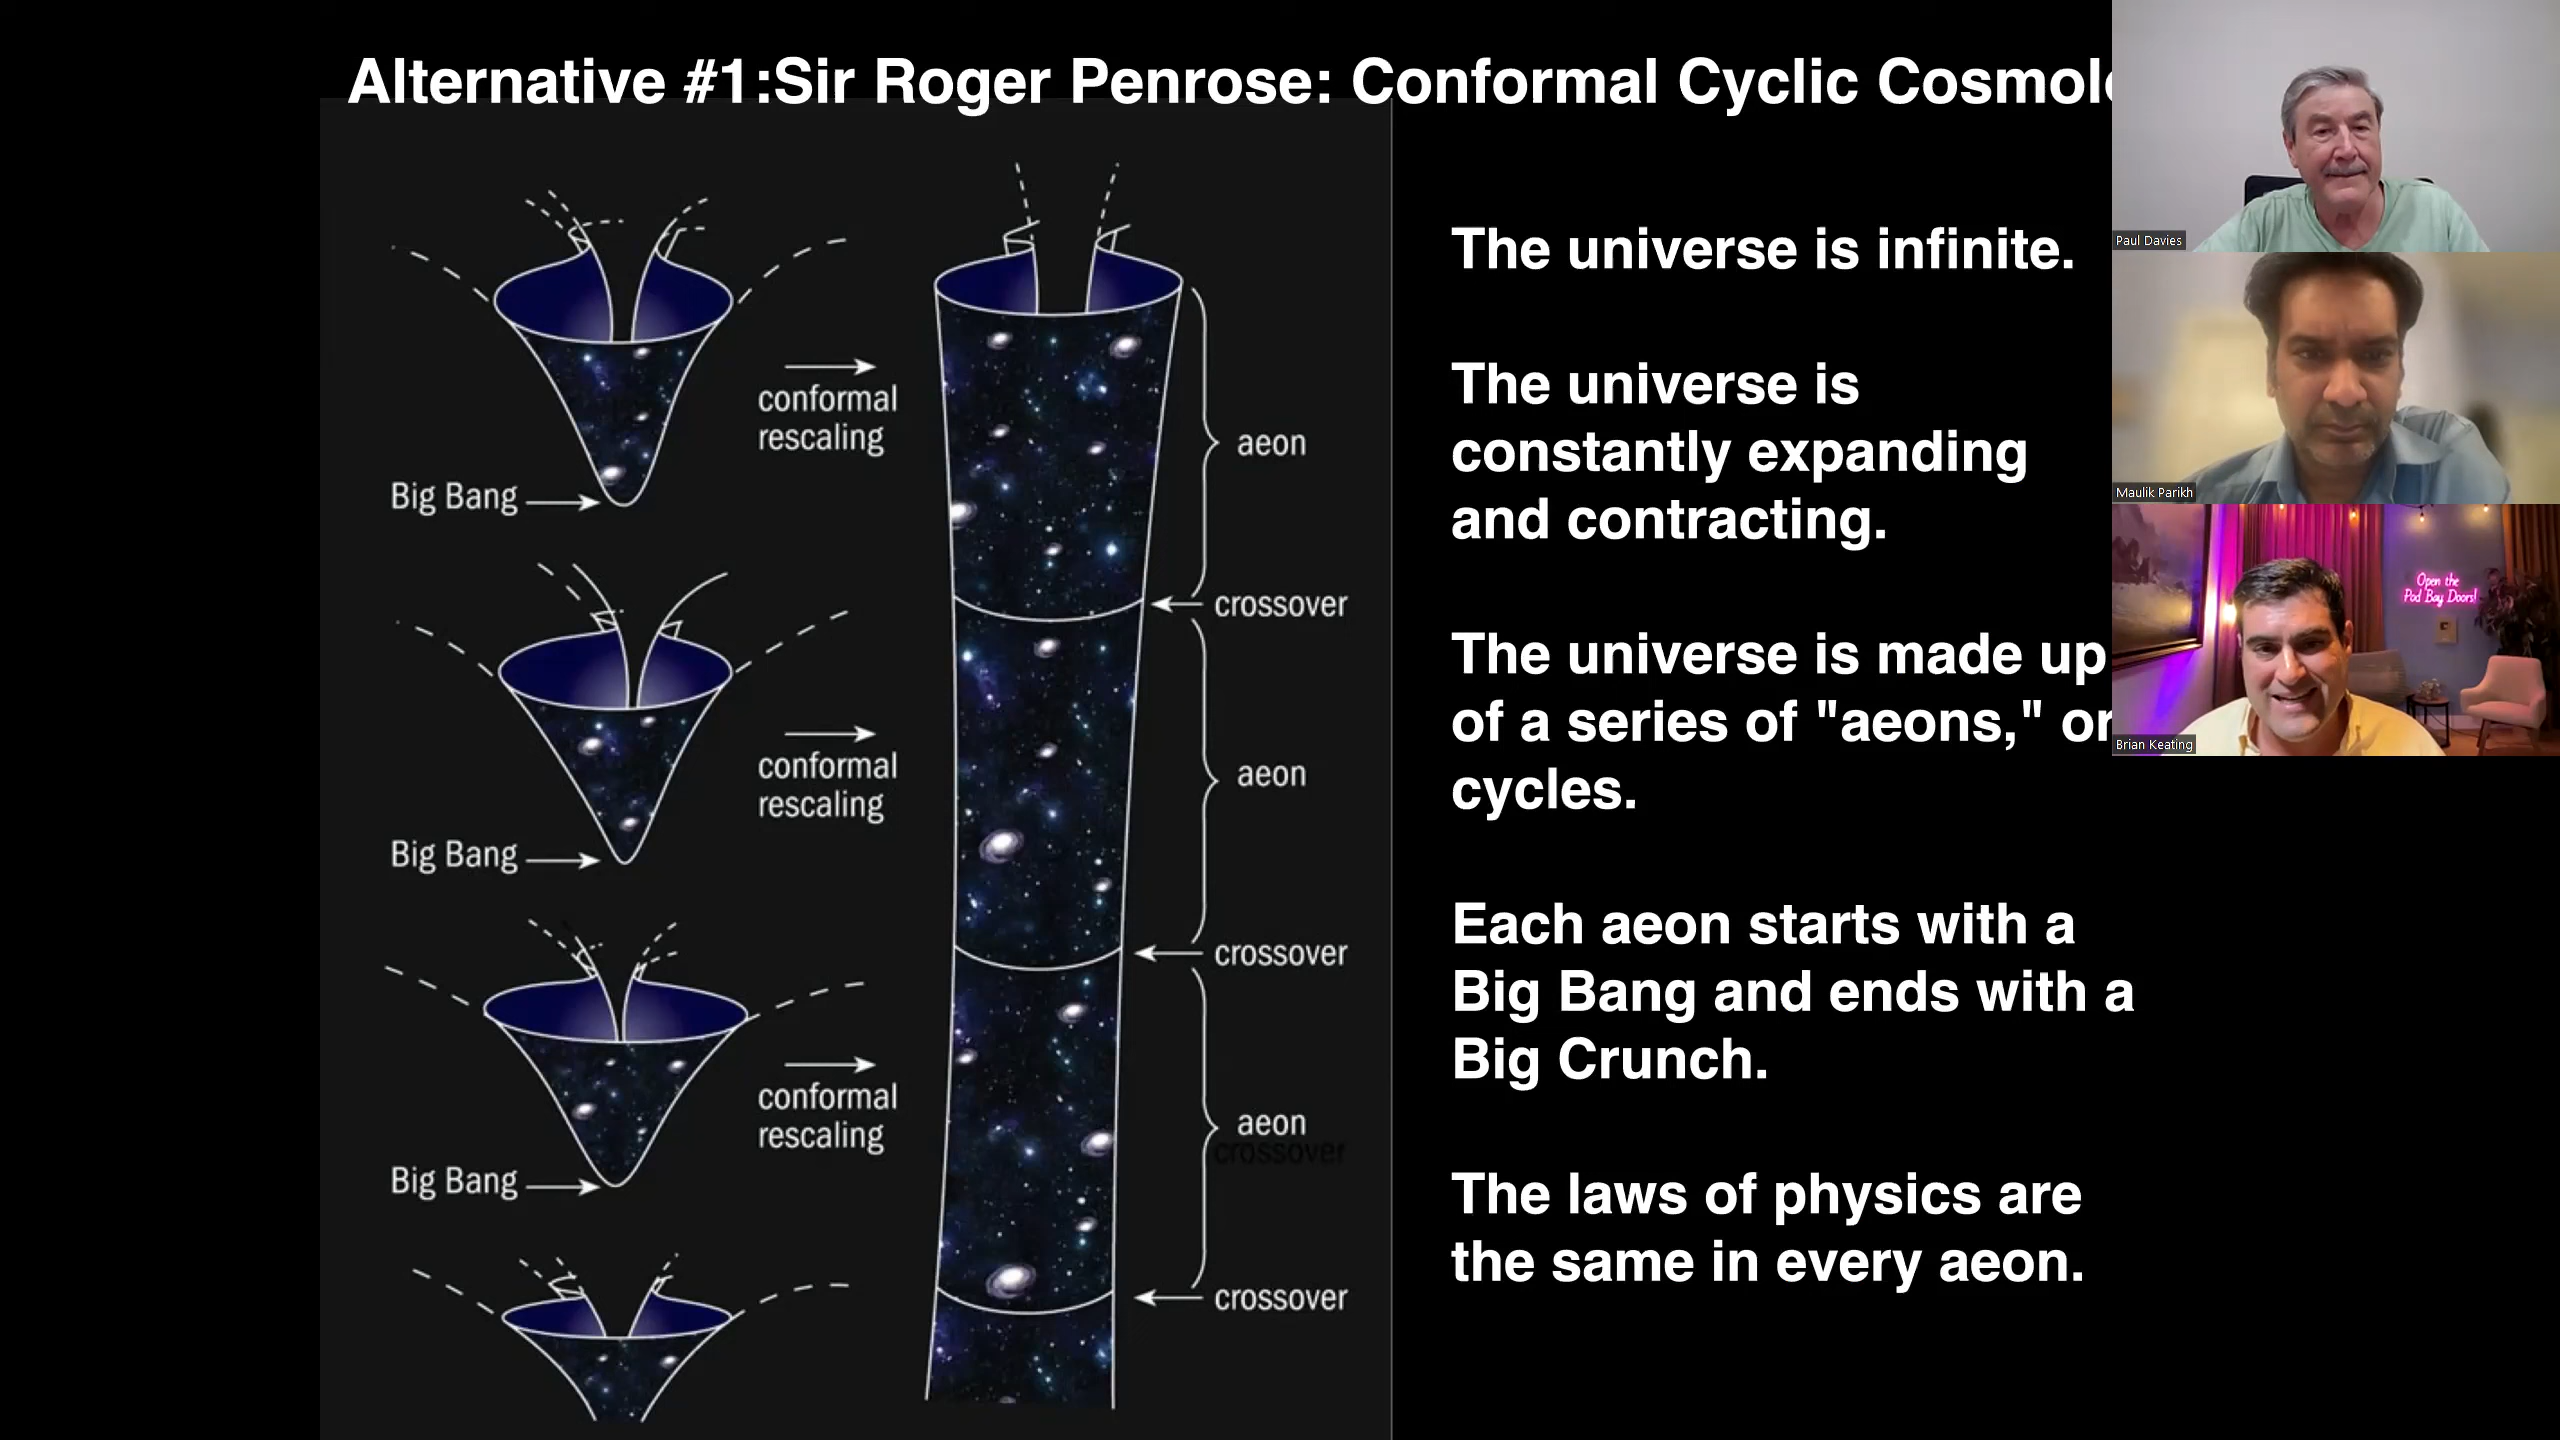 Alternative #1:Sir Roger Penrose: Conformal Cyclic
conformal
rescaling
Big Bang
conformal
rescaling
Big Bang
conformal
rescaling
Big Bang
aeon
crossover
aeon
crossover
aeon
crossover
crossover
The universe is infinite.
The universe is
constantly expanding
and contracting.
The universe is made up
of a series of "aeons," or
cycles.
Each aeon starts with a
Big Bang and ends with a
Big Crunch.
The laws of physics are
the same in every aeon.
Paul Davies
Maulik Parikh
Open the
Pod Bay Doors!
Brian Keating